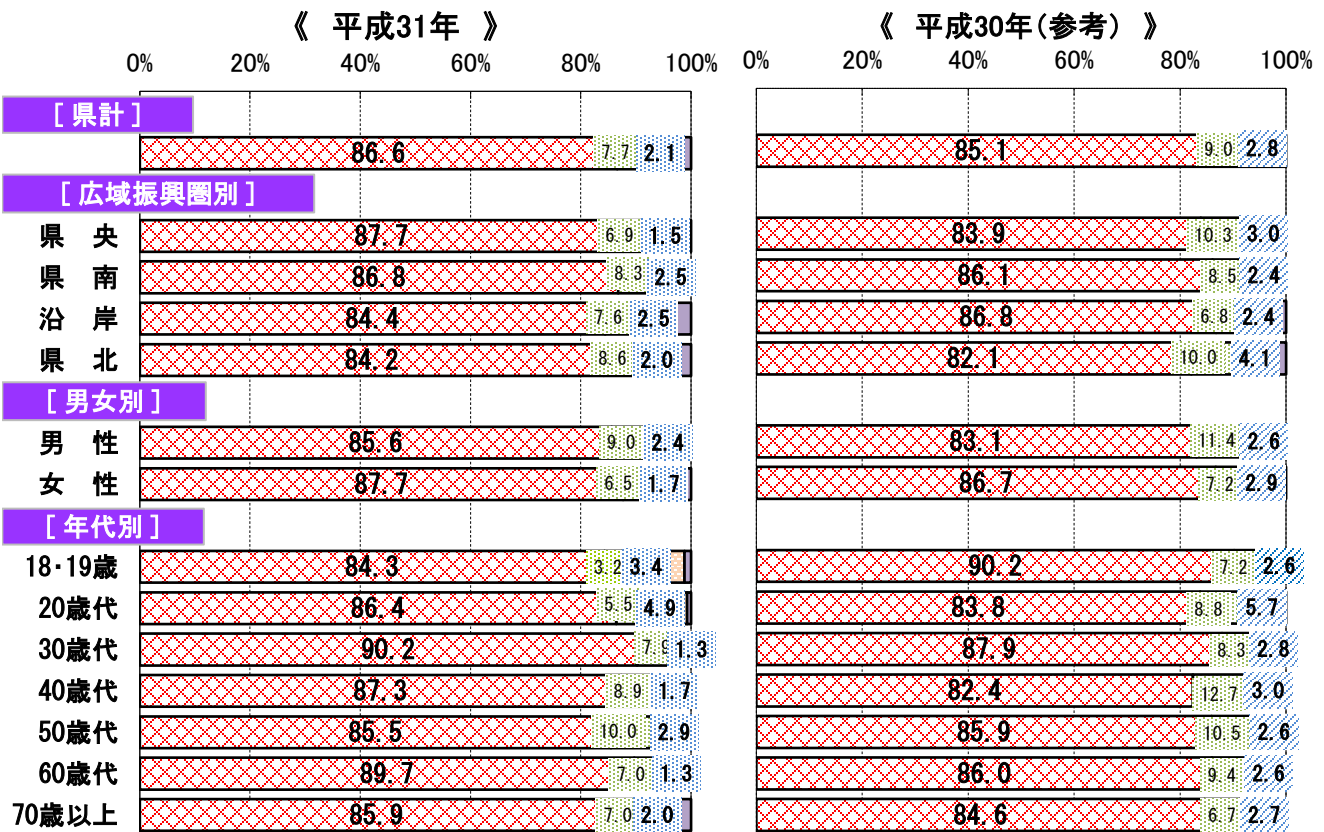 《 平成31年 》 《 平成30年(参考) 》
0% 20% 40% 60% 80% 100% 0% 20% 40% 60% 80% 100%
[ 県計 ]
86.6 7.7 2.1 85.1 9.0 2.8
[ 広域振興圏別 ]
県 央 87.7 6.9 1.5 83.9 10.3 3.0
県 南 86.8 8.3 2.5 86.1 8.5 2.4
沿 岸 84.4 7.6 2.5 86.8 6.8 2.4
県 北 84.2 8.6 2.0 82.1 10.0 4.1
[ 男女別 ]
男 性 85.6 9.0 2.4 83.1 11.4 2.6
女 性 87.7 6.5 1.7 86.7 7.2 2.9
[ 年代別 ]
18・19歳 84.3 3.2 3.4 90.2 7.2 2.6
20歳代 86.4 5.5 4.9 83.8 8.8 5.7
30歳代 90.2 7.9 1.3 87.9 8.3 2.8
40歳代 87.3 8.9 1.7 82.4 12.7 3.0
50歳代 85.5 10.0 2.9 85.9 10.5 2.6
60歳代 89.7 7.0 1.3 86.0 9.4 2.6
70歳以上 85.9 7.0 2.0 84.6 6.7 2.7